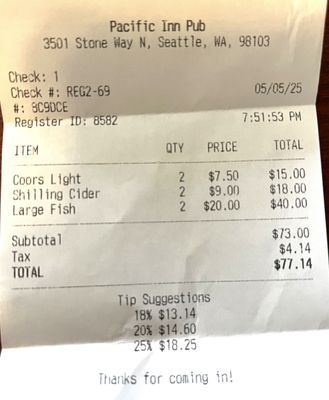 Pacific Inn Pub
3501 Stone Way N, Seattle, WA, 98103
Check: 1
Check #: REG2-69 05/05/25
#: 8C9DCE
Register ID: 8582 7:51:53 PM
ITEM QTY PRICE TOTAL
Coors Light 2 $7.50 $15.00
Shilling Cider 2 $9.00 $18.00
Large Fish 2 $20.00 $40.00
Subtotal $73.00
Tax $4.14
TOTAL $77.14
Tip Suggestions
18% $13.14
20% $14.60
25% $18.25
Thanks for coming in!